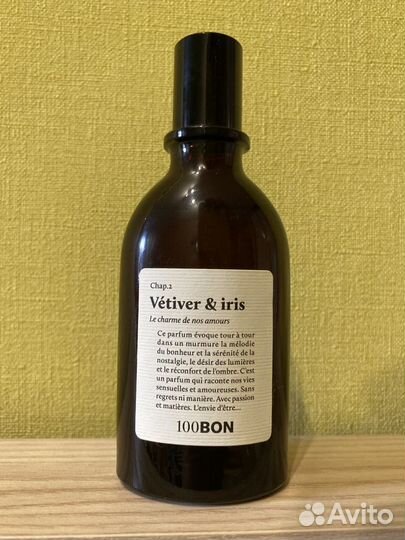 Chap.2
Vétiver & iris
Le charme de nos amours
Ce parfum évoque tour à tour
dans un murmure la mélodie
du bonheur et la sérénité de la
nostalgie, le désir des lumières
et le réconfort de l'ombre. C'est
un parfum qui raconte nos vies
sensuelles et amoureuses. Sans
regrets ni manière. Avec passion
et matières. L'envie d'être...
100BON
Avito